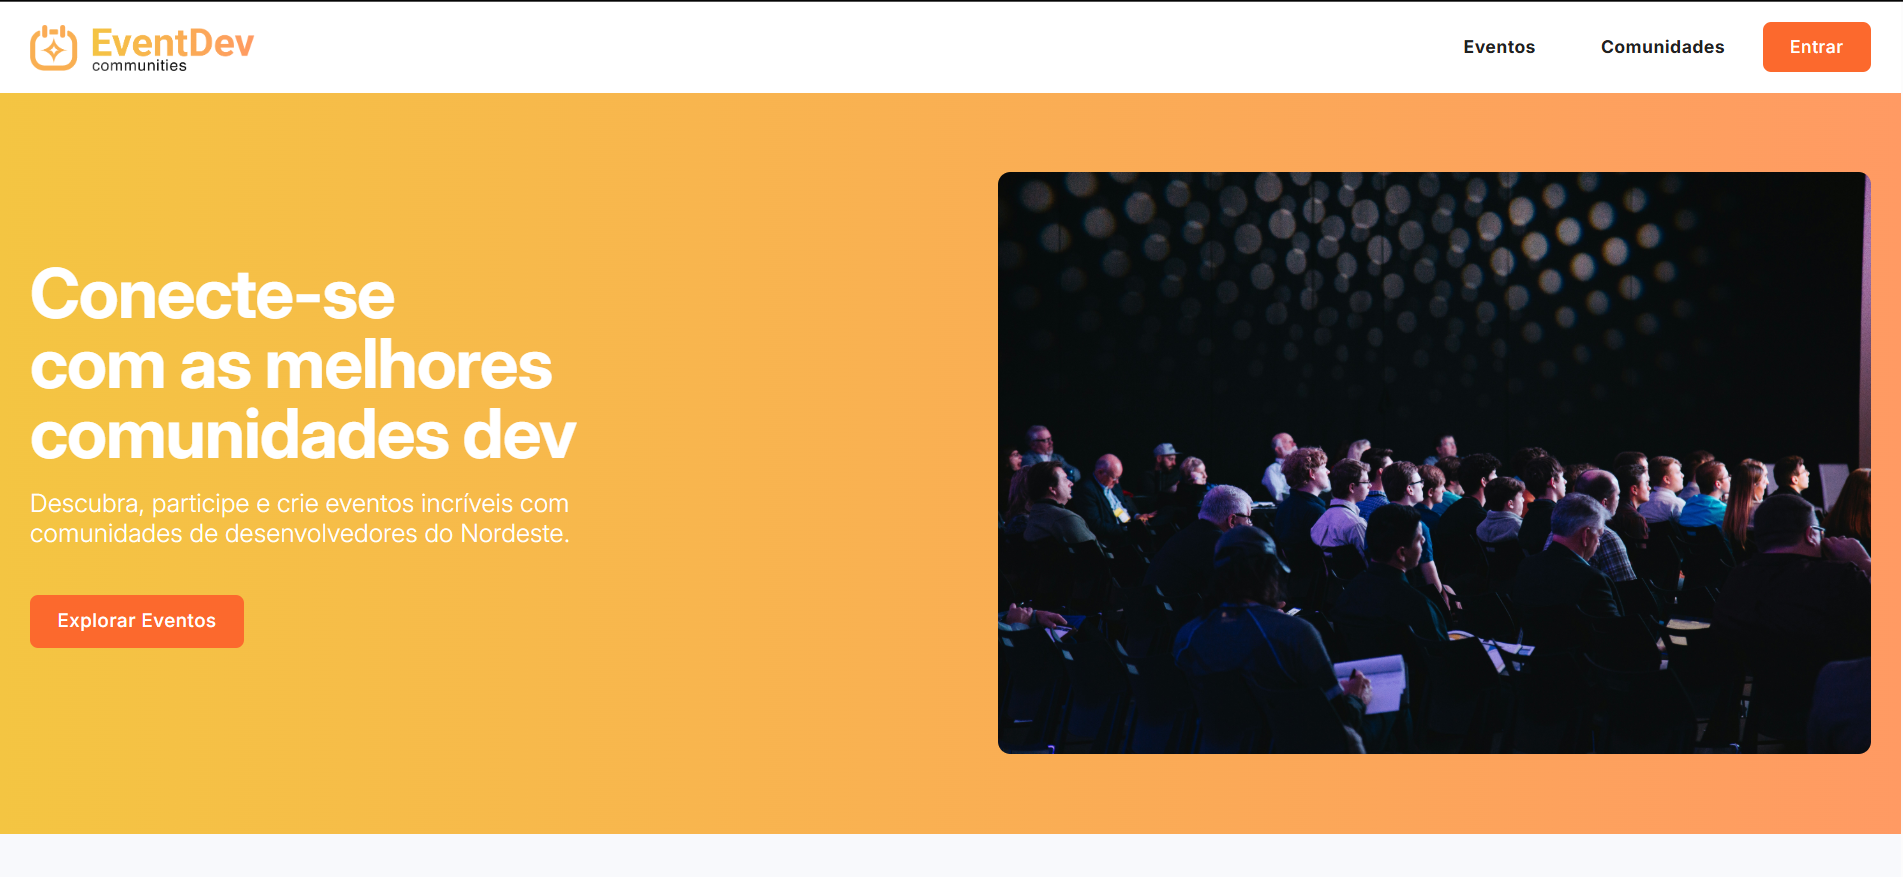 EventDev
communities
Eventos
Comunidades
Entrar
Conecte-se
com as melhores
comunidades dev
Descubra, participe e crie eventos incríveis com
comunidades de desenvolvedores do Nordeste.
Explorar Eventos